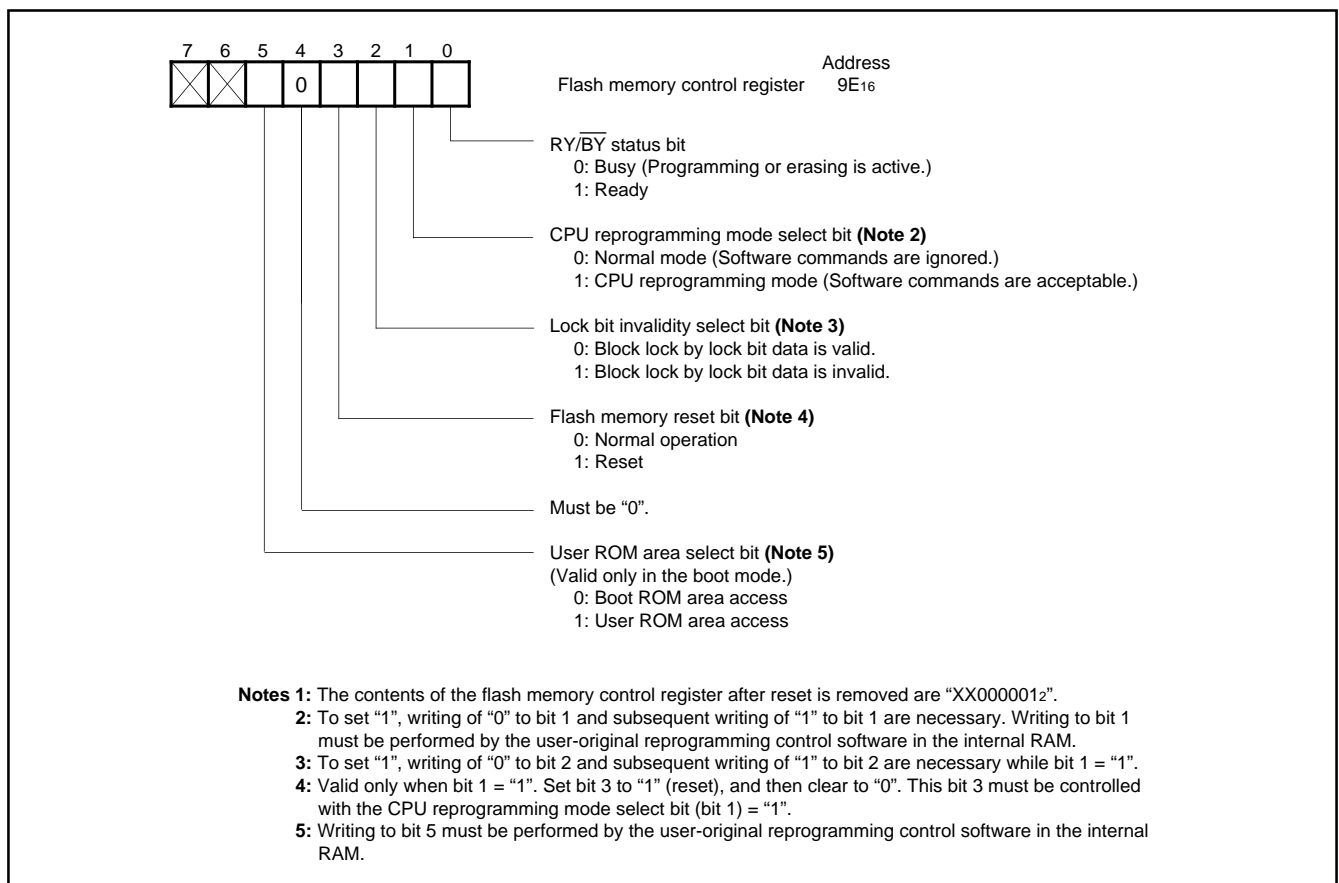 7 6 5 4 3 2 1 0
Address
0
Flash memory control register 9E16
RY/B̅Y̅ status bit
0: Busy (Programming or erasing is active.)
1: Ready
CPU reprogramming mode select bit (Note 2)
0: Normal mode (Software commands are ignored.)
1: CPU reprogramming mode (Software commands are acceptable.)
Lock bit invalidity select bit (Note 3)
0: Block lock by lock bit data is valid.
1: Block lock by lock bit data is invalid.
Flash memory reset bit (Note 4)
0: Normal operation
1: Reset
Must be “0”.
User ROM area select bit (Note 5)
(Valid only in the boot mode.)
0: Boot ROM area access
1: User ROM area access
Notes 1: The contents of the flash memory control register after reset is removed are “XX0000012”.
2: To set “1”, writing of “0” to bit 1 and subsequent writing of “1” to bit 1 are necessary. Writing to bit 1
must be performed by the user-original reprogramming control software in the internal RAM.
3: To set “1”, writing of “0” to bit 2 and subsequent writing of “1” to bit 2 are necessary while bit 1 = “1”.
4: Valid only when bit 1 = “1”. Set bit 3 to “1” (reset), and then clear to “0”. This bit 3 must be controlled
with the CPU reprogramming mode select bit (bit 1) = “1”.
5: Writing to bit 5 must be performed by the user-original reprogramming control software in the internal
RAM.